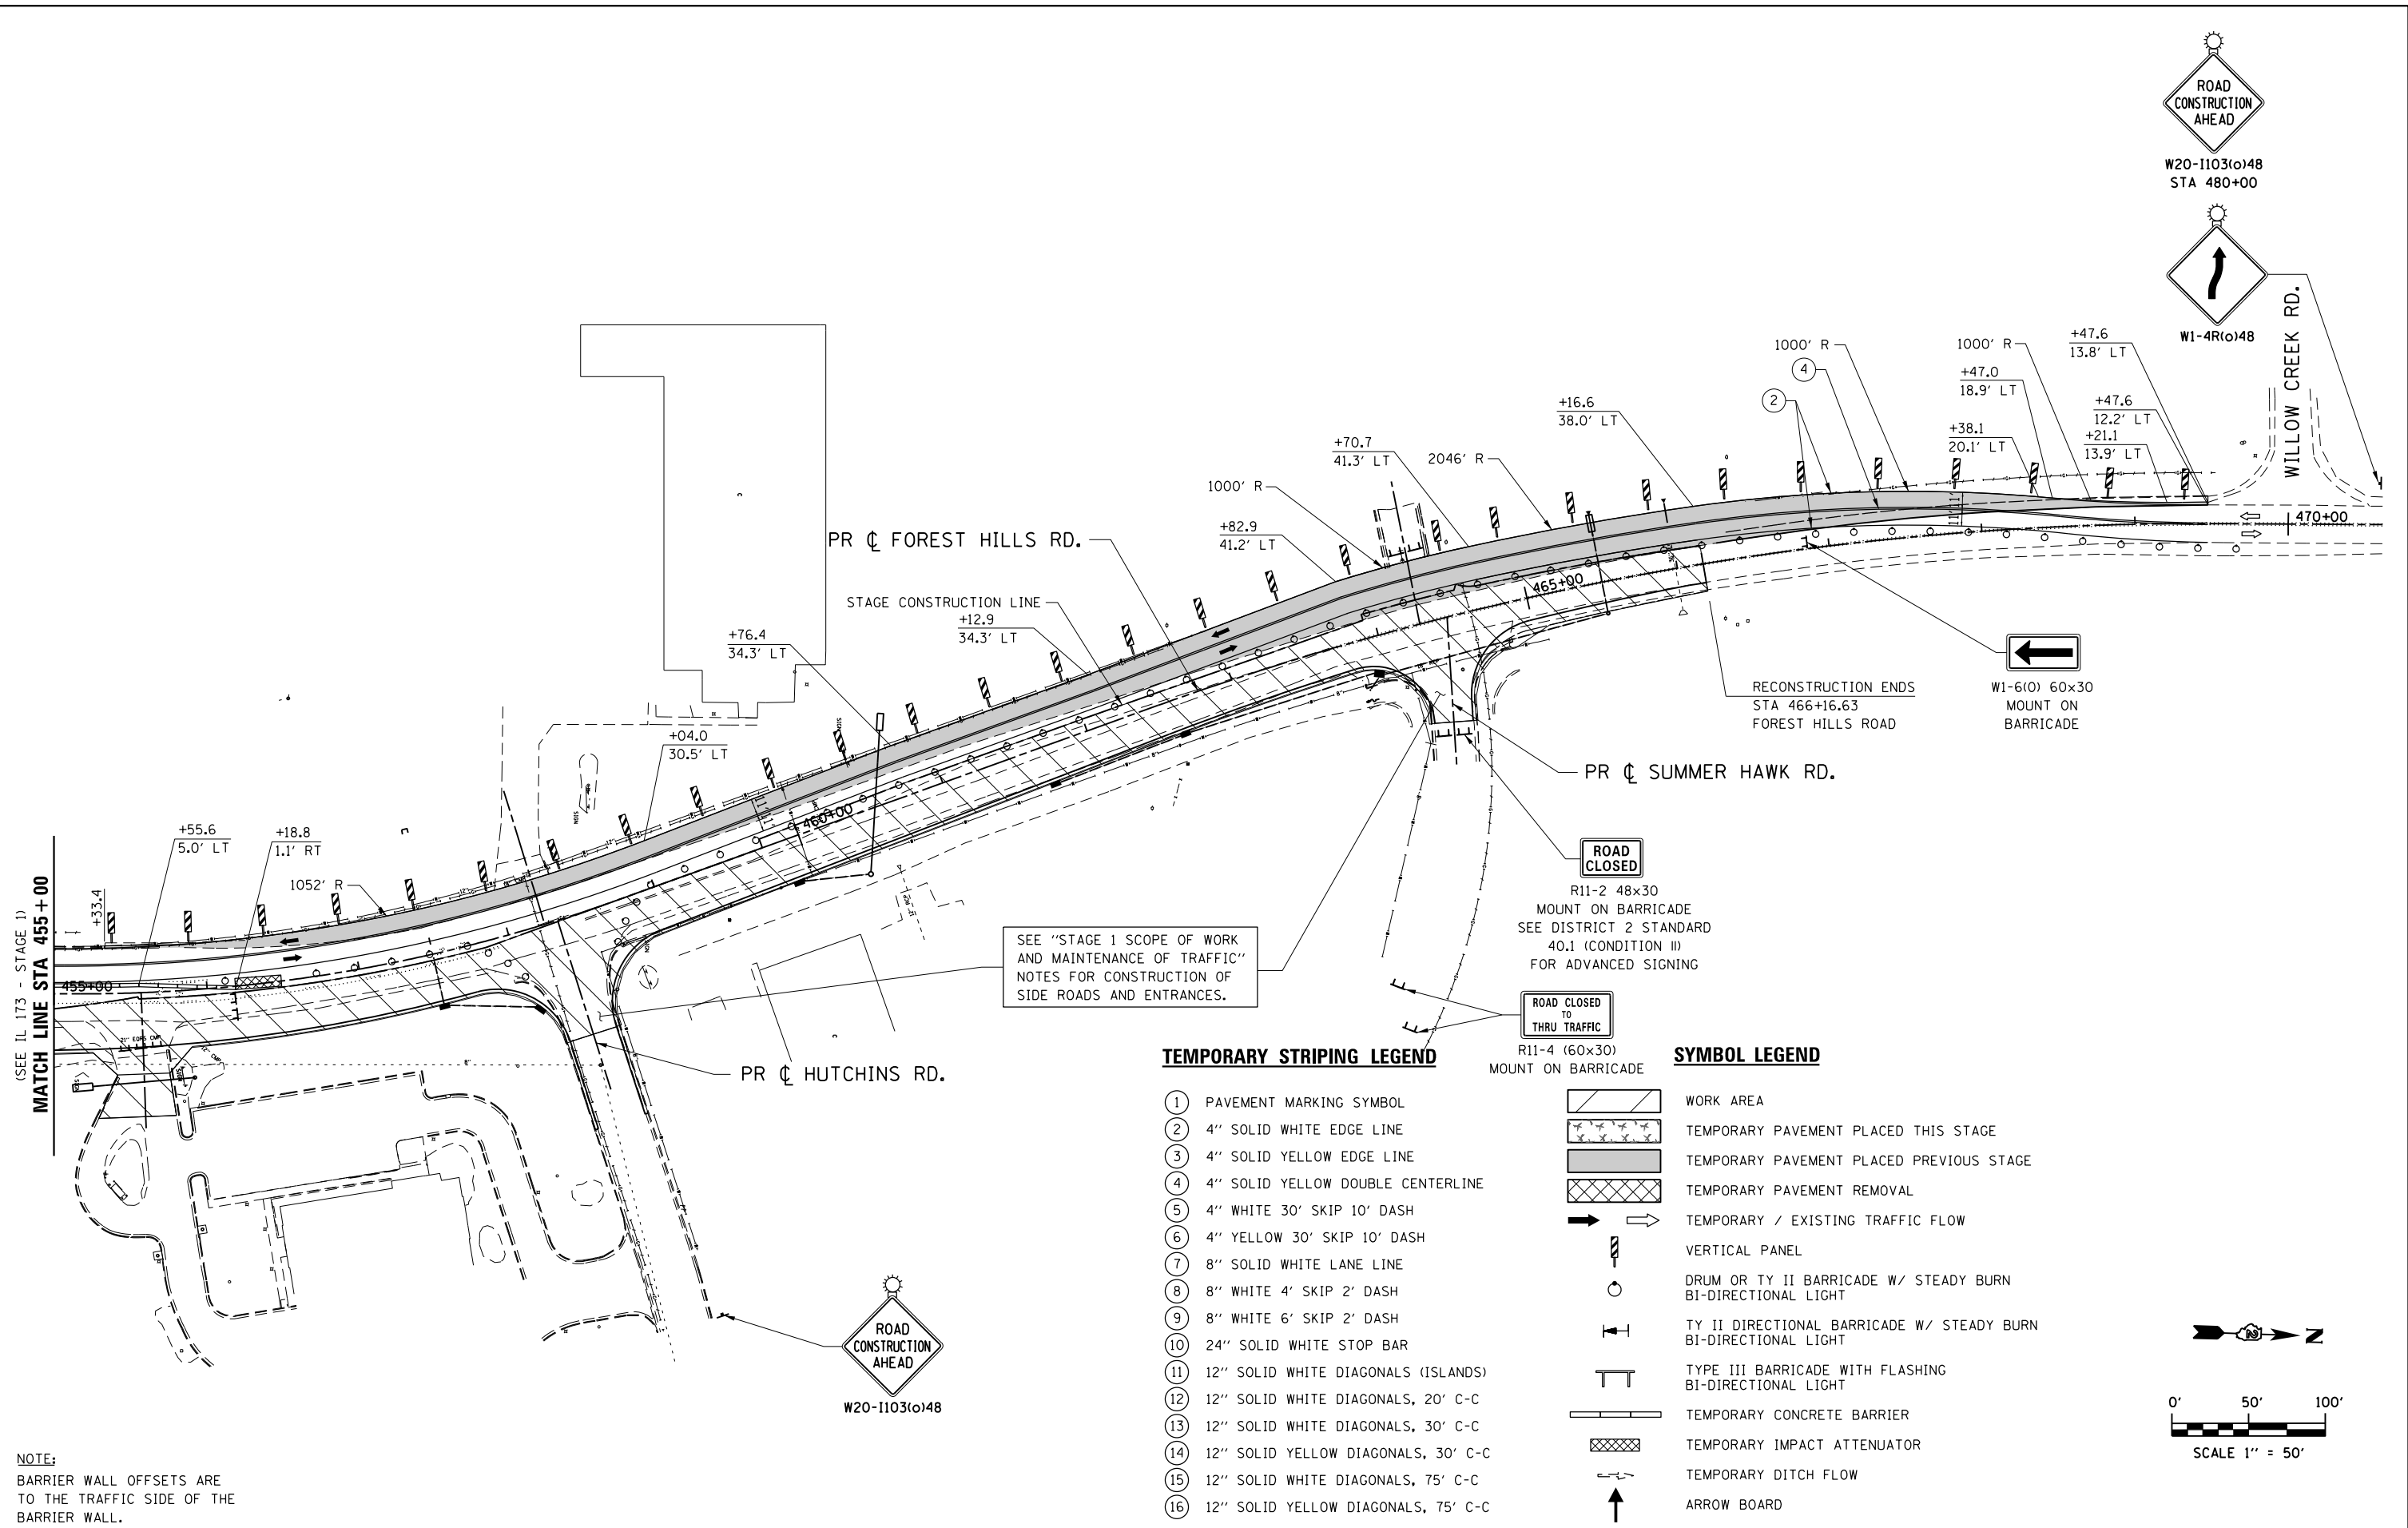 ROAD
CONSTRUCTION
AHEAD
W20-I103(o)48
STA 480+00
W1-4R(o)48
WILLOW CREEK RD.
+47.6
13.8' LT
1000' R
1000' R
4
+47.0
18.9' LT
2
+47.6
12.2' LT
+16.6
38.0' LT
+38.1
20.1' LT
+21.1
13.9' LT
+70.7
41.3' LT
2046' R
1000' R
+82.9
41.2' LT
11.1'
470+00
PR ℄ FOREST HILLS RD.
465+00
STAGE CONSTRUCTION LINE
+12.9
34.3' LT
+76.4
34.3' LT
W1-6(O) 60x30
MOUNT ON
BARRICADE
RECONSTRUCTION ENDS
STA 466+16.63
FOREST HILLS ROAD
SIGN
+04.0
30.5' LT
PR ℄ SUMMER HAWK RD.
SIGN
460+00
+55.6
5.0' LT
+18.8
1.1' RT
1052' R
+33.4
ROAD
CLOSED
R11-2 48x30
MOUNT ON BARRICADE
SEE DISTRICT 2 STANDARD
40.1 (CONDITION II)
FOR ADVANCED SIGNING
(SEE IL 173 - STAGE 1)
MATCH LINE STA 455+00
455+00
SIGN
SEE "STAGE 1 SCOPE OF WORK
AND MAINTENANCE OF TRAFFIC"
NOTES FOR CONSTRUCTION OF
SIDE ROADS AND ENTRANCES.
21" EQRS CMP
12" CMP
8"
SIGN
ROAD CLOSED
TO
THRU TRAFFIC
R11-4 (60x30)
MOUNT ON BARRICADE
PR ℄ HUTCHINS RD.
TEMPORARY STRIPING LEGEND
1 PAVEMENT MARKING SYMBOL
2 4" SOLID WHITE EDGE LINE
3 4" SOLID YELLOW EDGE LINE
4 4" SOLID YELLOW DOUBLE CENTERLINE
5 4" WHITE 30' SKIP 10' DASH
6 4" YELLOW 30' SKIP 10' DASH
7 8" SOLID WHITE LANE LINE
8 8" WHITE 4' SKIP 2' DASH
9 8" WHITE 6' SKIP 2' DASH
10 24" SOLID WHITE STOP BAR
11 12" SOLID WHITE DIAGONALS (ISLANDS)
12 12" SOLID WHITE DIAGONALS, 20' C-C
13 12" SOLID WHITE DIAGONALS, 30' C-C
14 12" SOLID YELLOW DIAGONALS, 30' C-C
15 12" SOLID WHITE DIAGONALS, 75' C-C
16 12" SOLID YELLOW DIAGONALS, 75' C-C
SYMBOL LEGEND
WORK AREA
TEMPORARY PAVEMENT PLACED THIS STAGE
TEMPORARY PAVEMENT PLACED PREVIOUS STAGE
TEMPORARY PAVEMENT REMOVAL
TEMPORARY / EXISTING TRAFFIC FLOW
VERTICAL PANEL
DRUM OR TY II BARRICADE W/ STEADY BURN
BI-DIRECTIONAL LIGHT
TY II DIRECTIONAL BARRICADE W/ STEADY BURN
BI-DIRECTIONAL LIGHT
TYPE III BARRICADE WITH FLASHING
BI-DIRECTIONAL LIGHT
TEMPORARY CONCRETE BARRIER
TEMPORARY IMPACT ATTENUATOR
TEMPORARY DITCH FLOW
ARROW BOARD
ROAD
CONSTRUCTION
AHEAD
W20-I103(o)48
N
0' 50' 100'
SCALE 1" = 50'
NOTE:
BARRIER WALL OFFSETS ARE
TO THE TRAFFIC SIDE OF THE
BARRIER WALL.